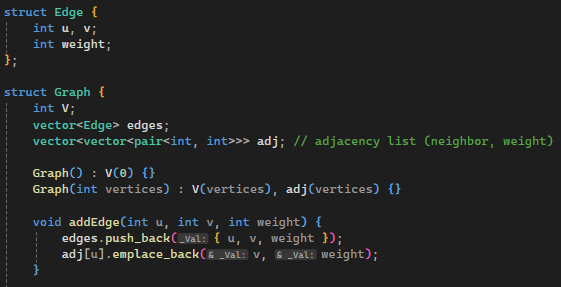 struct Edge {
    int u, v;
    int weight;
};

struct Graph {
    int V;
    vector<Edge> edges;
    vector<vector<pair<int, int>>> adj; // adjacency list (neighbor, weight)

    Graph() : V(0) {}
    Graph(int vertices) : V(vertices), adj(vertices) {}

    void addEdge(int u, int v, int weight) {
        edges.push_back(_Val: { u, v, weight });
        adj[u].emplace_back(& _Val: v, & _Val: weight);
    }